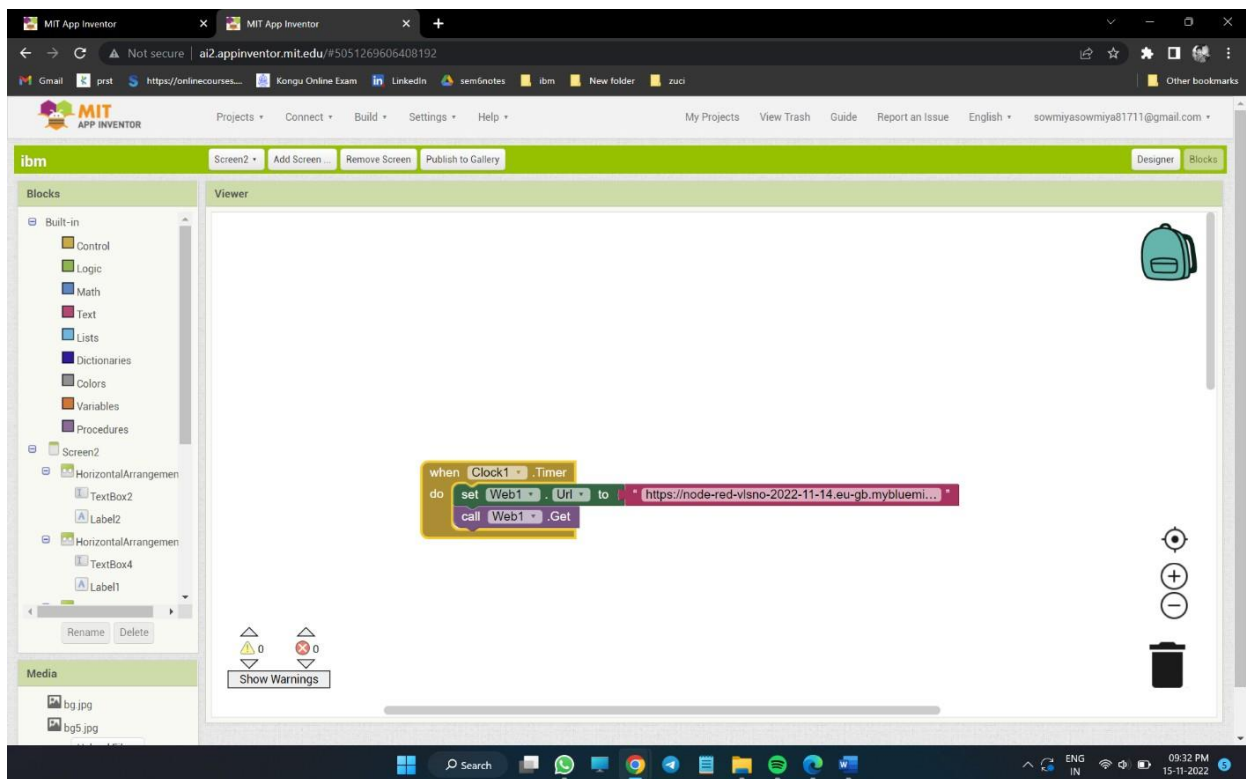 MIT App Inventor
MIT App Inventor
Not secure
ai2.appinventor.mit.edu/#5051269606408192
Gmail prst https://onlinecourses.... Kongu Online Exam LinkedIn sem6notes ibm New folder zuci Other bookmarks
MIT
APP INVENTOR
Projects Connect Build Settings Help My Projects View Trash Guide Report an Issue English sowmiyasowmiya81711@gmail.com
ibm
Screen2 Add Screen ... Remove Screen Publish to Gallery Designer Blocks
Blocks
Viewer
Built-in
Control
Logic
Math
Text
Lists
Dictionaries
Colors
Variables
Procedures
Screen2
HorizontalArrangemen
TextBox2
Label2
HorizontalArrangemen
TextBox4
Label1
Rename Delete
when Clock1 .Timer
do set Web1 . Url to " https://node-red-vlsno-2022-11-14.eu-gb.mybluemi... "
call Web1 .Get
0 0
Show Warnings
Media
bg.jpg
bg5.jpg
Search
ENG
IN
09:32 PM
15-11-2022
5